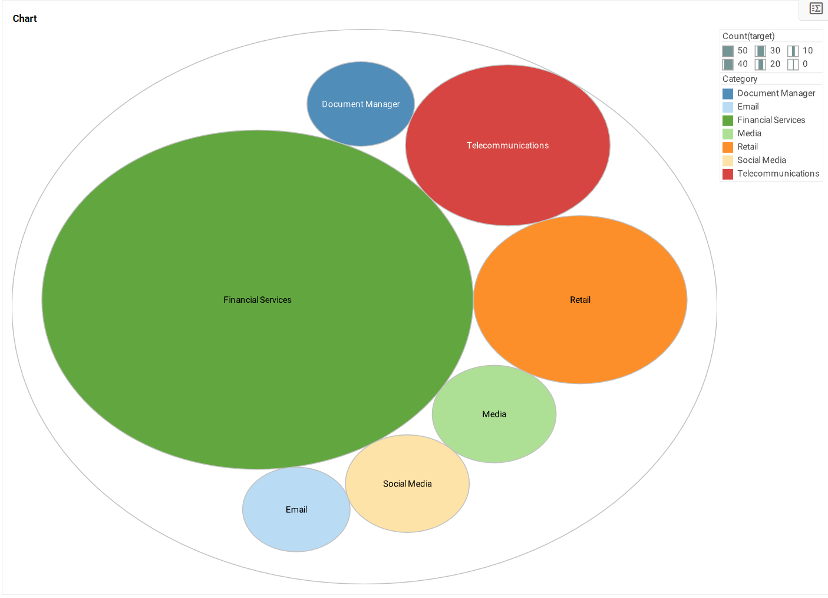 Chart
Count(target)
50 30 10
40 20 0
Category
Document Manager
Email
Financial Services
Media
Retail
Social Media
Telecommunications
Document Manager
Telecommunications
Financial Services
Retail
Media
Social Media
Email